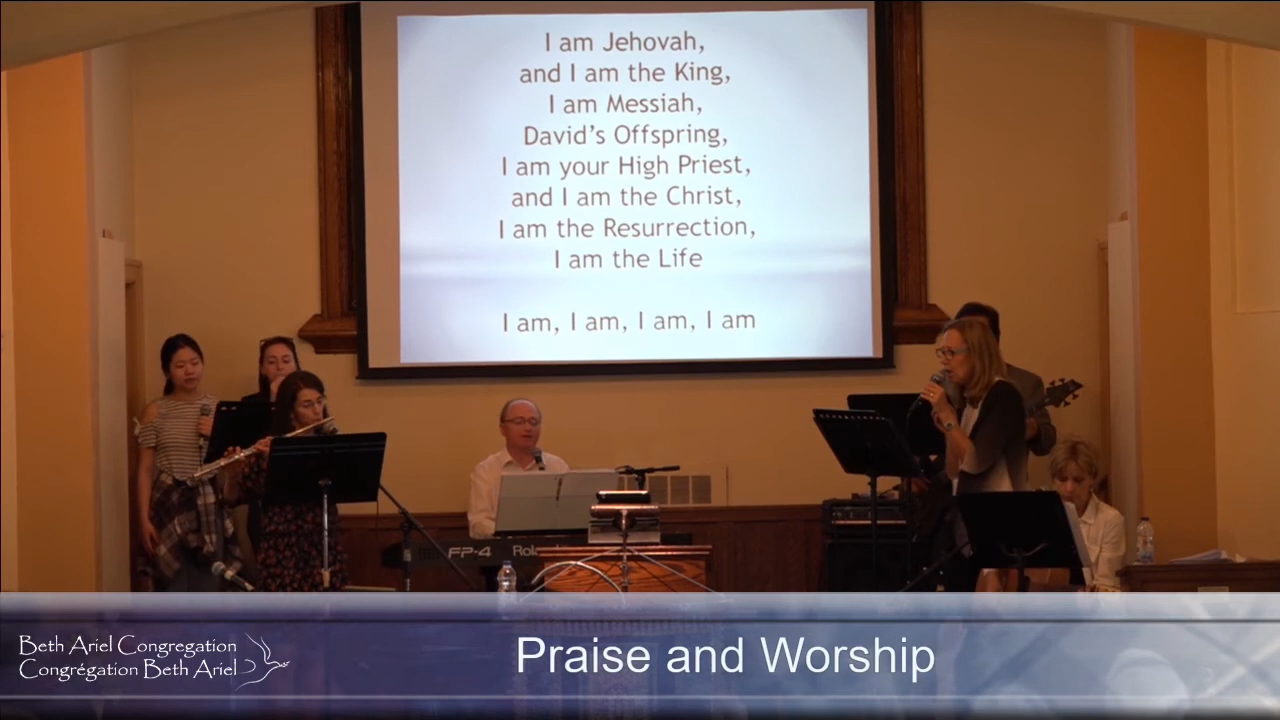 I am Jehovah,
and I am the King,
I am Messiah,
David's Offspring,
I am your High Priest,
and I am the Christ,
I am the Resurrection,
I am the Life
I am, I am, I am, I am
FP-4
Beth Ariel Congregation
Congrégation Beth Ariel
Praise and Worship